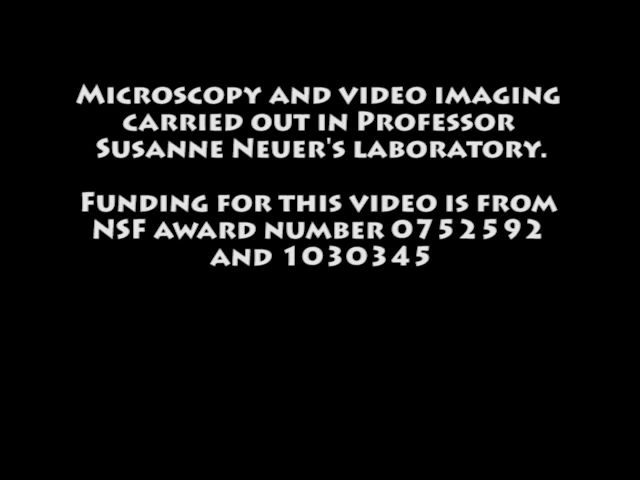 Microscopy and video imaging
carried out in Professor
Susanne Neuer's laboratory.
Funding for this video is from
NSF award number 0752592
and 1030345